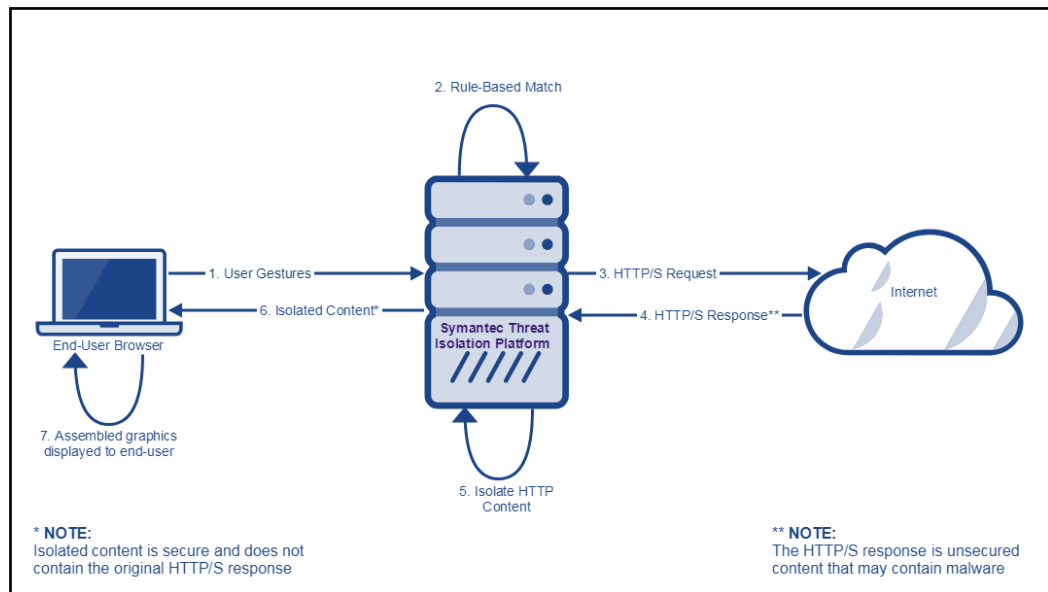 2. Rule-Based Match
1. User Gestures
3. HTTP/S Request
Internet
6. Isolated Content*
4. HTTP/S Response**
Symantec Threat
Isolation Platform
End-User Browser
7. Assembled graphics
displayed to end-user
5. Isolate HTTP
Content
* NOTE:
Isolated content is secure and does not
contain the original HTTP/S response
** NOTE:
The HTTP/S response is unsecured
content that may contain malware